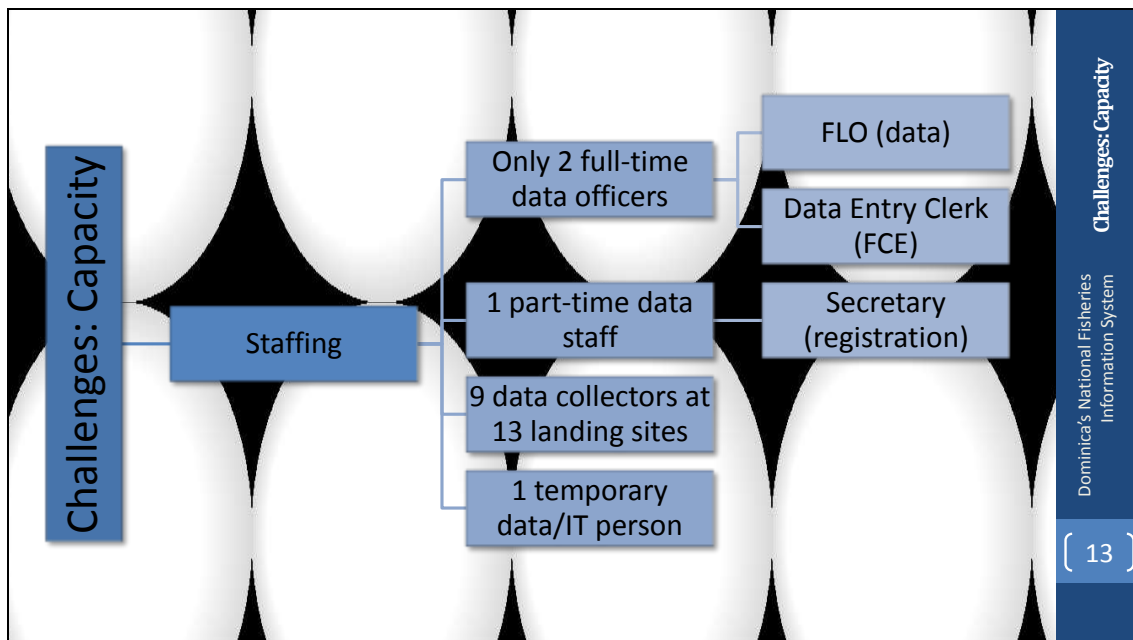 Challenges: Capacity
Staffing
Only 2 full-time
data officers
FLO (data)
Data Entry Clerk
(FCE)
1 part-time data
staff
Secretary
(registration)
9 data collectors at
13 landing sites
1 temporary
data/IT person
Challenges: Capacity
Dominica's National Fisheries
Information System
13